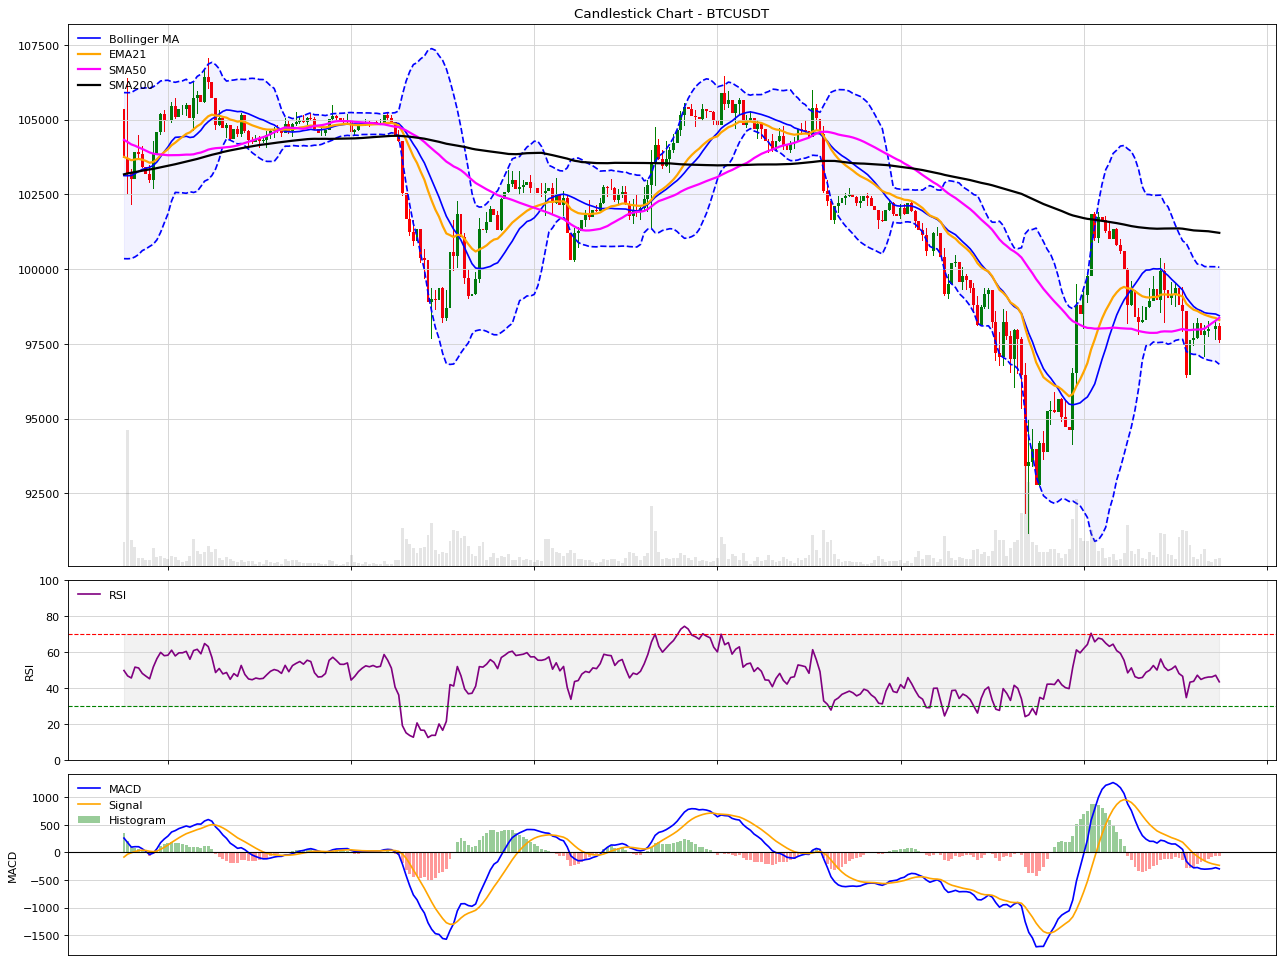 Candlestick Chart - BTCUSDT
Bollinger MA
EMA21
SMA50
SMA200
107500
105000
102500
100000
97500
95000
92500
RSI
RSI
100
80
60
40
20
0
MACD
Signal
Histogram
MACD
1000
500
0
−500
−1000
−1500